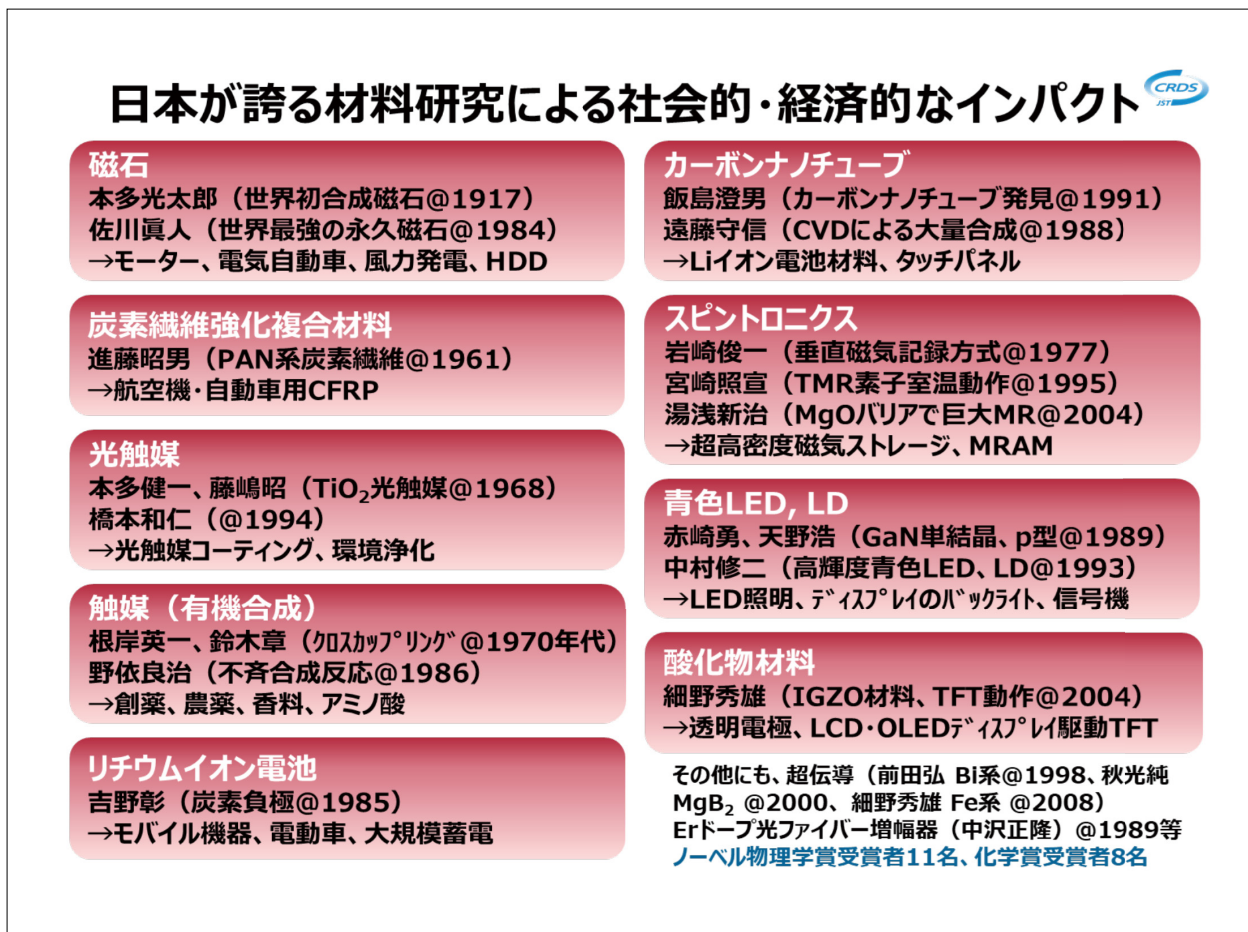 日本が誇る材料研究による社会的・経済的なインパクト
CRDS
JST
磁石
本多光太郎（世界初合成磁石@1917）
佐川眞人（世界最強の永久磁石@1984）
→モーター、電気自動車、風力発電、HDD
炭素繊維強化複合材料
進藤昭男（PAN系炭素繊維@1961）
→航空機・自動車用CFRP
光触媒
本多健一、藤嶋昭（TiO₂光触媒@1968）
橋本和仁（@1994）
→光触媒コーティング、環境浄化
触媒（有機合成）
根岸英一、鈴木章（ｸﾛｽｶｯﾌﾟﾘﾝｸﾞ@1970年代）
野依良治（不斉合成反応@1986）
→創薬、農薬、香料、アミノ酸
リチウムイオン電池
吉野彰（炭素負極@1985）
→モバイル機器、電動車、大規模蓄電
カーボンナノチューブ
飯島澄男（カーボンナノチューブ発見@1991）
遠藤守信（CVDによる大量合成@1988）
→Liイオン電池材料、タッチパネル
スピントロニクス
岩崎俊一（垂直磁気記録方式@1977）
宮崎照宣（TMR素子室温動作@1995）
湯浅新治（MgOバリアで巨大MR@2004）
→超高密度磁気ストレージ、MRAM
青色LED, LD
赤崎勇、天野浩（GaN単結晶、p型@1989）
中村修二（高輝度青色LED、LD@1993）
→LED照明、ﾃﾞｨｽﾌﾟﾚｲのﾊﾞｯｸﾗｲﾄ、信号機
酸化物材料
細野秀雄（IGZO材料、TFT動作@2004）
→透明電極、LCD・OLEDﾃﾞｨｽﾌﾟﾚｲ駆動TFT
その他にも、超伝導（前田弘 Bi系@1998、秋光純
MgB₂ @2000、細野秀雄 Fe系 @2008）
Erドープ光ファイバー増幅器（中沢正隆）@1989等
ノーベル物理学賞受賞者11名、化学賞受賞者8名